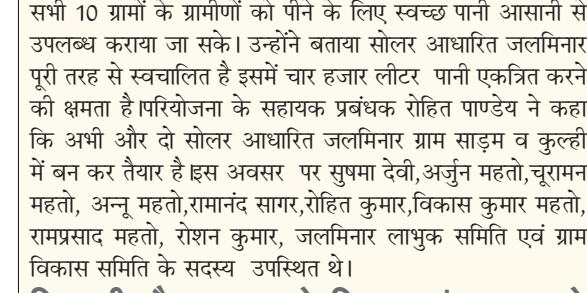 सभी 10 ग्रामों के ग्रामीणों को पीने के लिए स्वच्छ पानी आसानी से
उपलब्ध कराया जा सके। उन्होंने बताया सोलर आधारित जलमिनार
पूरी तरह से स्वचालित है इसमें चार हजार लीटर पानी एकत्रित करने
की क्षमता है।परियोजना के सहायक प्रबंधक रोहित पाण्डेय ने कहा
कि अभी और दो सोलर आधारित जलमिनार ग्राम साड़म व कुल्ही
में बन कर तैयार है।इस अवसर पर सुषमा देवी,अर्जुन महतो,चूरामन
महतो, अन्नू महतो,रामानंद सागर,रोहित कुमार,विकास कुमार महतो,
रामप्रसाद महतो, रोशन कुमार, जलमिनार लाभुक समिति एवं ग्राम
विकास समिति के सदस्य उपस्थित थे।